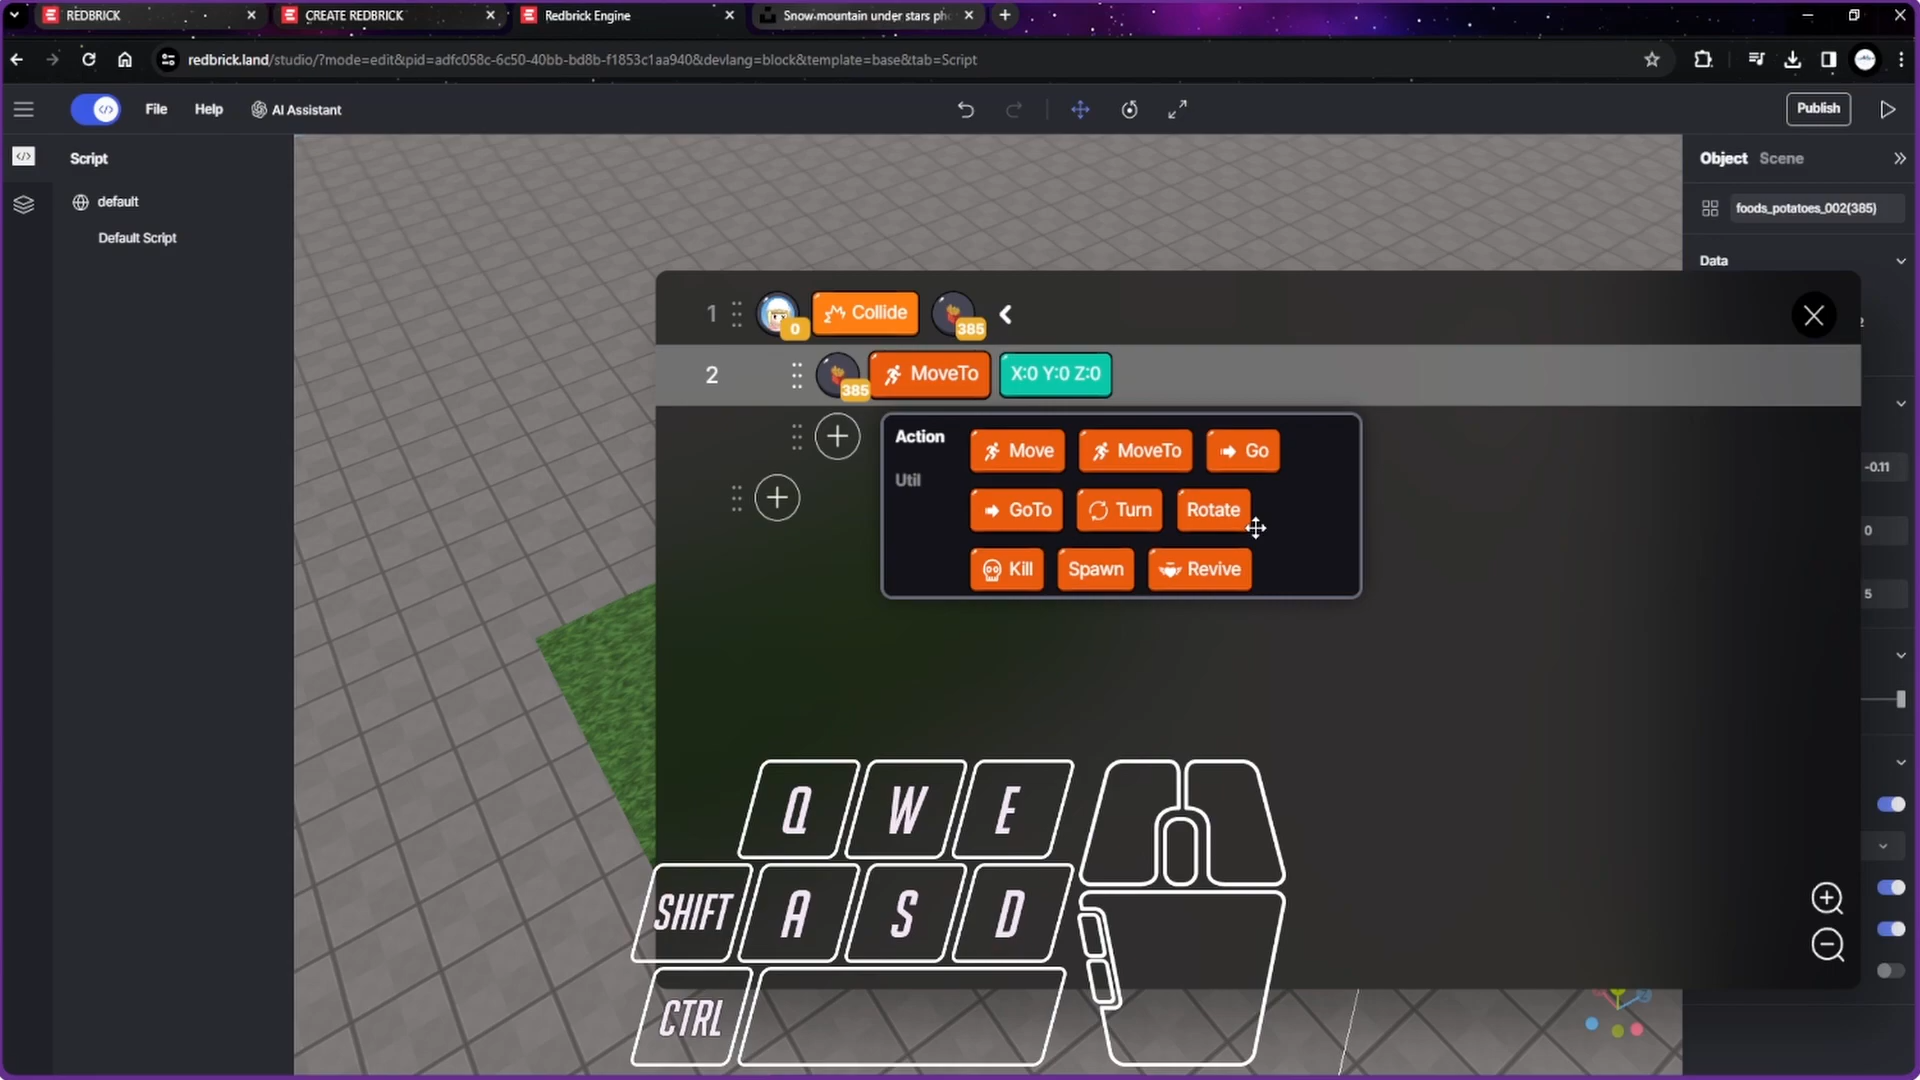 REDBRICK
CREATE REDBRICK
Redbrick Engine
Snow-mountain under stars pho
redbrick.land/studio/?mode=edit&pid=adfc058c-6c50-40bb-bd8b-f1853c1aa940&devlang=block&template=base&tab=Script
File
Help
AI Assistant
Publish
Script
default
Default Script
Object
Scene
foods_potatoes_002(385)
Data
1
0
Collide
385
2
385
MoveTo
X:0 Y:0 Z:0
Action
Util
Move
MoveTo
Go
GoTo
Turn
Rotate
Kill
Spawn
Revive
2
-0.11
0
5
Q
W
E
SHIFT
A
S
D
CTRL